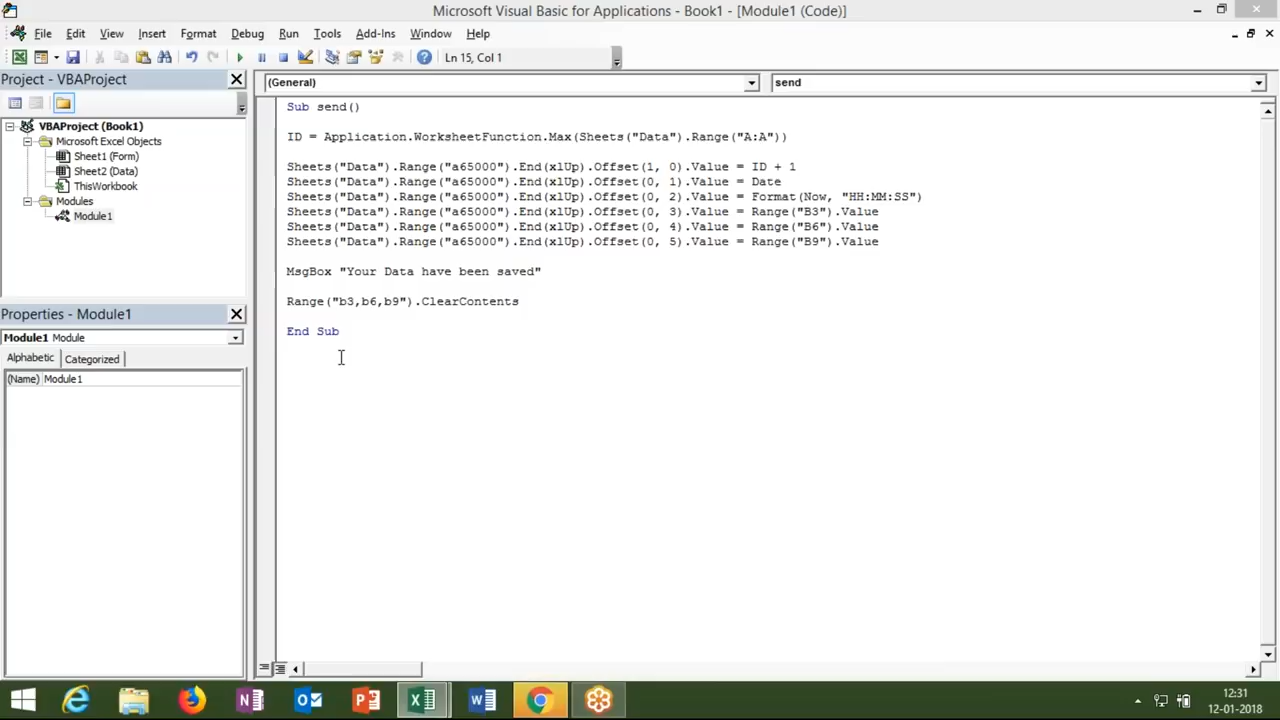 Microsoft Visual Basic for Applications - Book1 - [Module1 (Code)]
File Edit View Insert Format Debug Run Tools Add-Ins Window Help
Ln 15, Col 1
Project - VBAProject
(General)
send
VBAProject (Book1)
Microsoft Excel Objects
Sheet1 (Form)
Sheet2 (Data)
ThisWorkbook
Modules
Module1
Properties - Module1
Module1 Module
Alphabetic Categorized
(Name) Module1
Sub send()
ID = Application.WorksheetFunction.Max(Sheets("Data").Range("A:A"))
Sheets("Data").Range("a65000").End(xlUp).Offset(1, 0).Value = ID + 1
Sheets("Data").Range("a65000").End(xlUp).Offset(0, 1).Value = Date
Sheets("Data").Range("a65000").End(xlUp).Offset(0, 2).Value = Format(Now, "HH:MM:SS")
Sheets("Data").Range("a65000").End(xlUp).Offset(0, 3).Value = Range("B3").Value
Sheets("Data").Range("a65000").End(xlUp).Offset(0, 4).Value = Range("B6").Value
Sheets("Data").Range("a65000").End(xlUp).Offset(0, 5).Value = Range("B9").Value
MsgBox "Your Data have been saved"
Range("b3,b6,b9").ClearContents
End Sub
12:31
12-01-2018